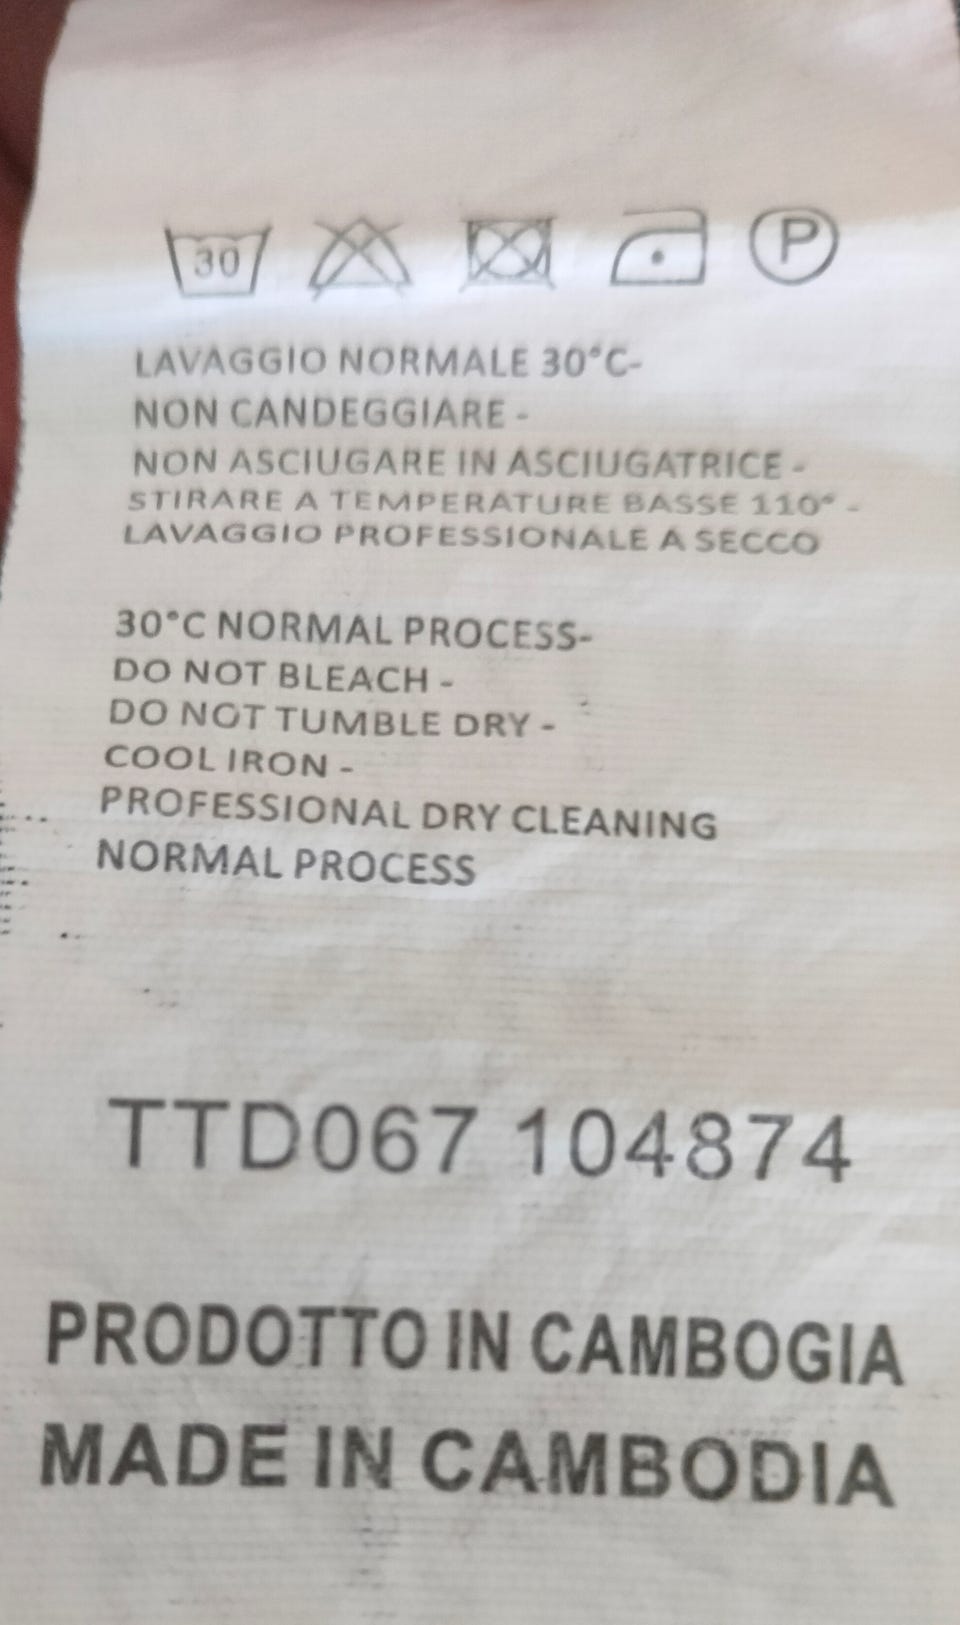 30 P
LAVAGGIO NORMALE 30°C-
NON CANDEGGIARE -
NON ASCIUGARE IN ASCIUGATRICE -
STIRARE A TEMPERATURE BASSE 110° -
LAVAGGIO PROFESSIONALE A SECCO
30°C NORMAL PROCESS-
DO NOT BLEACH -
DO NOT TUMBLE DRY -
COOL IRON -
PROFESSIONAL DRY CLEANING
NORMAL PROCESS
TTD067 104874
PRODOTTO IN CAMBOGIA
MADE IN CAMBODIA